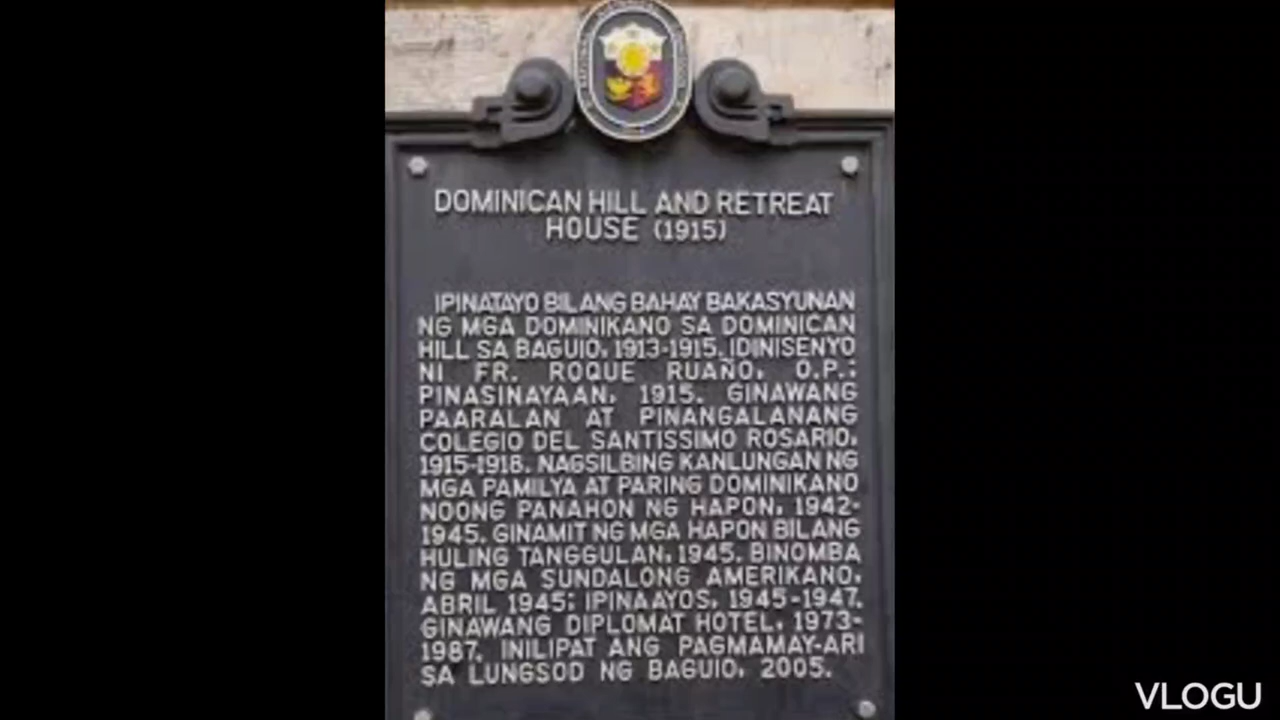 DOMINICAN HILL AND RETREAT
HOUSE (1915)
IPINATAYO BILANG BAHAY BAKASYUNAN
NG MGA DOMINIKANO SA DOMINICAN
HILL SA BAGUIO, 1913-1915. IDINISENYO
NI FR. ROQUE RUAÑO, O.P.;
PINASINAYAAN, 1915. GINAWANG
PAARALAN AT PINANGALANANG
COLEGIO DEL SANTISSIMO ROSARIO,
1915-1918. NAGSILBING KANLUNGAN NG
MGA PAMILYA AT PARING DOMINIKANO
NOONG PANAHON NG HAPON, 1942-
1945. GINAMIT NG MGA HAPON BILANG
HULING TANGGULAN, 1945. BINOMBA
NG MGA SUNDALONG AMERIKANO,
ABRIL 1945; IPINAAYOS, 1945-1947.
GINAWANG DIPLOMAT HOTEL, 1973-
1987. INILIPAT ANG PAGMAMAY-ARI
SA LUNGSOD NG BAGUIO, 2005.
VLOGU